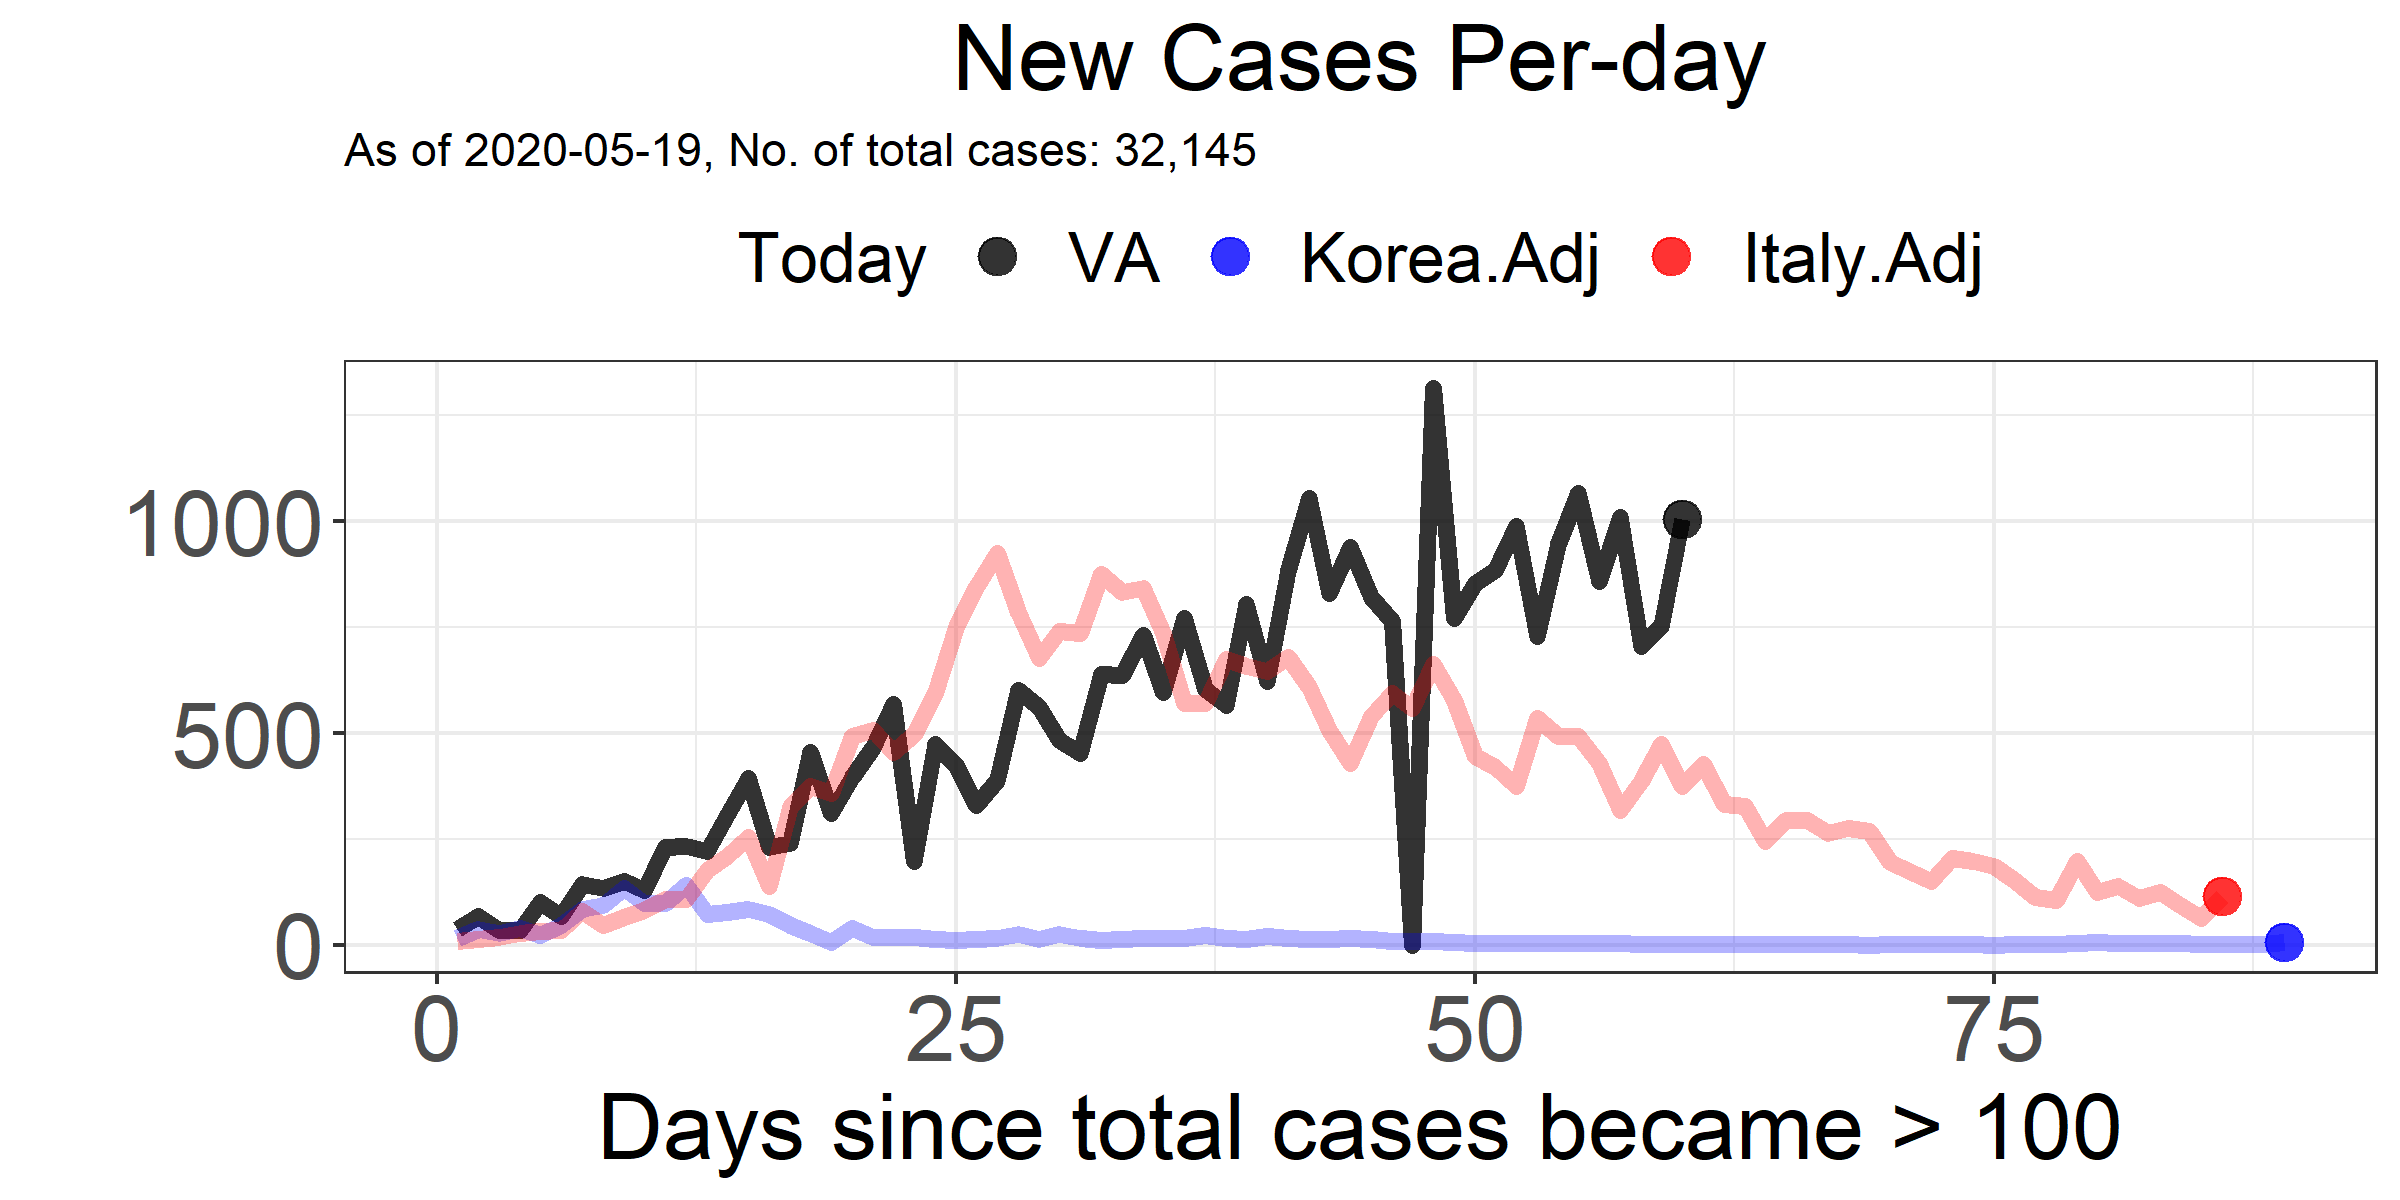 New Cases Per-day
As of 2020-05-19, No. of total cases: 32,145
Today VA Korea.Adj Italy.Adj
1000
500
0
0 25 50 75
Days since total cases became > 100